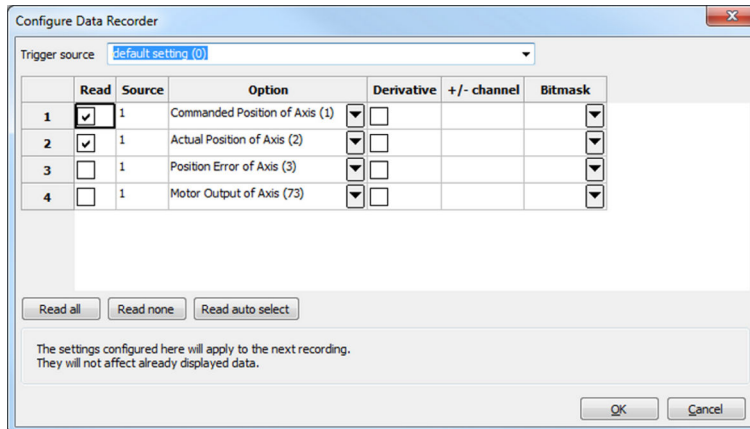 Configure Data Recorder
Trigger source default setting (0)
Read Source Option Derivative +/- channel Bitmask
1 1 Commanded Position of Axis (1)
2 1 Actual Position of Axis (2)
3 1 Position Error of Axis (3)
4 1 Motor Output of Axis (73)
Read all Read none Read auto select
The settings configured here will apply to the next recording.
They will not affect already displayed data.
OK Cancel